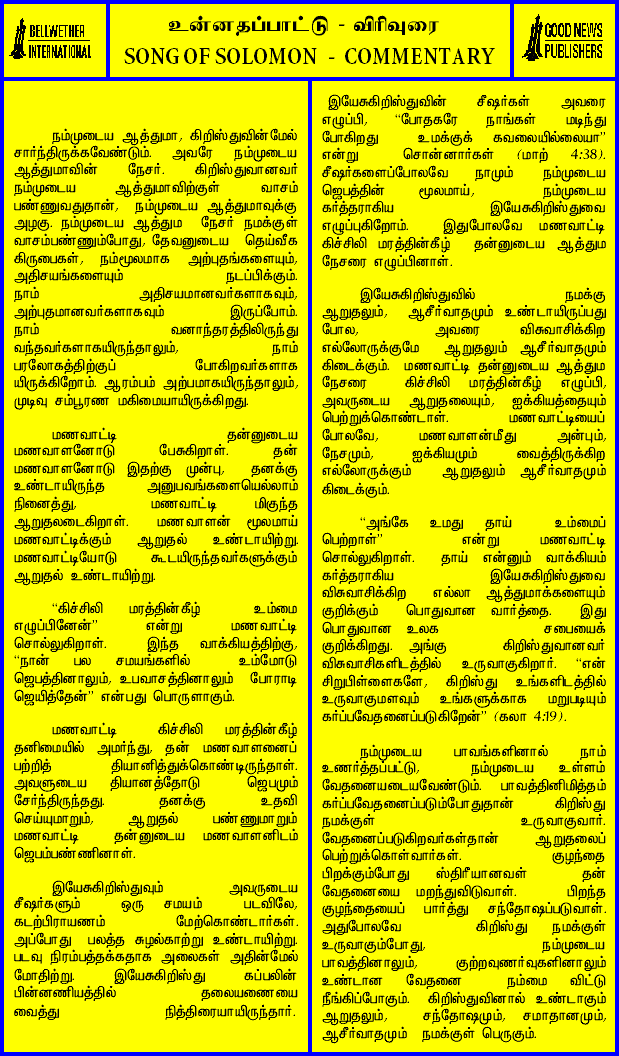 BELLWETHER
INTERNATIONAL
உன்னதப்பாட்டு - விரிவுரை
SONG OF SOLOMON - COMMENTARY
GOOD NEWS
PUBLISHERS
நம்முடைய ஆத்துமா, கிறிஸ்துவின்மேல்
சார்ந்திருக்கவேண்டும். அவரே நம்முடைய
ஆத்துமாவின் நேசர். கிறிஸ்துவானவர்
நம்முடைய ஆத்துமாவிற்குள் வாசம்
பண்ணுவதுதான், நம்முடைய ஆத்துமாவுக்கு
அழகு. நம்முடைய ஆத்தும நேசர் நமக்குள்
வாசம்பண்ணும்போது, தேவனுடைய தெய்வீக
கிருபைகள், நம்மூலமாக அற்புதங்களையும்,
அதிசயங்களையும் நடப்பிக்கும்.
நாம் அதிசயமானவர்களாகவும்,
அற்புதமானவர்களாகவும் இருப்போம்.
நாம் வனாந்தரத்திலிருந்து
வந்தவர்களாகயிருந்தாலும், நாம்
பரலோகத்திற்குப் போகிறவர்களாக
யிருக்கிறோம். ஆரம்பம் அற்பமாகயிருந்தாலும்,
முடிவு சம்பூரண மகிமையாயிருக்கிறது.
மணவாட்டி தன்னுடைய
மணவாளனோடு பேசுகிறாள். தன்
மணவாளனோடு இதற்கு முன்பு, தனக்கு
உண்டாயிருந்த அனுபவங்களையெல்லாம்
நினைத்து, மணவாட்டி மிகுந்த
ஆறுதலடைகிறாள். மணவாளன் மூலமாய்
மணவாட்டிக்கும் ஆறுதல் உண்டாயிற்று.
மணவாட்டியோடு கூடயிருந்தவர்களுக்கும்
ஆறுதல் உண்டாயிற்று.
“கிச்சிலி மரத்தின்கீழ் உம்மை
எழுப்பினேன்” என்று மணவாட்டி
சொல்லுகிறாள். இந்த வாக்கியத்திற்கு,
“நான் பல சமயங்களில் உம்மோடு
ஜெபத்தினாலும், உபவாசத்தினாலும் போராடி
ஜெயித்தேன்” என்பது பொருளாகும்.
மணவாட்டி கிச்சிலி மரத்தின்கீழ்
தனிமையில் அமர்ந்து, தன் மணவாளனைப்
பற்றித் தியானித்துக்கொண்டிருந்தாள்.
அவளுடைய தியானத்தோடு ஜெபமும்
சேர்ந்திருந்தது. தனக்கு உதவி
செய்யுமாறும், ஆறுதல் பண்ணுமாறும்
மணவாட்டி தன்னுடைய மணவாளனிடம்
ஜெபம்பண்ணினாள்.
இயேசுகிறிஸ்துவும் அவருடைய
சீஷர்களும் ஒரு சமயம் படவிலே,
கடற்பிராயணம் மேற்கொண்டார்கள்.
அப்போது பலத்த சுழல்காற்று உண்டாயிற்று.
படவு நிரம்பத்தக்கதாக அலைகள் அதின்மேல்
மோதிற்று. இயேசுகிறிஸ்து கப்பலின்
பின்னணியத்தில் தலையணையை
வைத்து நித்திரையாயிருந்தார்.
இயேசுகிறிஸ்துவின் சீஷர்கள் அவரை
எழுப்பி, “போதகரே நாங்கள் மடிந்து
போகிறது உமக்குக் கவலையில்லையா”
என்று சொன்னார்கள் (மாற் 4:38).
சீஷர்களைப்போலவே நாமும் நம்முடைய
ஜெபத்தின் மூலமாய், நம்முடைய
கர்த்தராகிய இயேசுகிறிஸ்துவை
எழுப்புகிறோம். இதுபோலவே மணவாட்டி
கிச்சிலி மரத்தின்கீழ் தன்னுடைய ஆத்தும
நேசரை எழுப்பினாள்.
இயேசுகிறிஸ்துவில் நமக்கு
ஆறுதலும், ஆசீர்வாதமும் உண்டாயிருப்பது
போல, அவரை விசுவாசிக்கிற
எல்லோருக்குமே ஆறுதலும் ஆசீர்வாதமும்
கிடைக்கும். மணவாட்டி தன்னுடைய ஆத்தும
நேசரை கிச்சிலி மரத்தின்கீழ் எழுப்பி,
அவருடைய ஆறுதலையும், ஐக்கியத்தையும்
பெற்றுக்கொண்டாள். மணவாட்டியைப்
போலவே, மணவாளன்மீது அன்பும்,
நேசமும், ஐக்கியமும் வைத்திருக்கிற
எல்லோருக்கும் ஆறுதலும் ஆசீர்வாதமும்
கிடைக்கும்.
“அங்கே உமது தாய் உம்மைப்
பெற்றாள்” என்று மணவாட்டி
சொல்லுகிறாள். தாய் என்னும் வாக்கியம்
கர்த்தராகிய இயேசுகிறிஸ்துவை
விசுவாசிக்கிற எல்லா ஆத்துமாக்களையும்
குறிக்கும் பொதுவான வார்த்தை. இது
பொதுவான உலக சபையைக்
குறிக்கிறது. அங்கு கிறிஸ்துவானவர்
விசுவாசிகளிடத்தில் உருவாகுகிறார். “என்
சிறுபிள்ளைகளே, கிறிஸ்து உங்களிடத்தில்
உருவாகுமளவும் உங்களுக்காக மறுபடியும்
கர்ப்பவேதனைப்படுகிறேன்” (கலா 4:19).
நம்முடைய பாவங்களினால் நாம்
உணர்த்தப்பட்டு, நம்முடைய உள்ளம்
வேதனையடையவேண்டும். பாவத்தினிமித்தம்
கர்ப்பவேதனைப்படும்போதுதான் கிறிஸ்து
நமக்குள் உருவாகுவார்.
வேதனைப்படுகிறவர்கள்தான் ஆறுதலைப்
பெற்றுக்கொள்வார்கள். குழந்தை
பிறக்கும்போது ஸ்திரீயானவள் தன்
வேதனையை மறந்துவிடுவாள். பிறந்த
குழந்தையைப் பார்த்து சந்தோஷப்படுவாள்.
அதுபோலவே கிறிஸ்து நமக்குள்
உருவாகும்போது, நம்முடைய
பாவத்தினாலும், குற்றவுணர்வுகளினாலும்
உண்டான வேதனை நம்மை விட்டு
நீங்கிப்போகும். கிறிஸ்துவினால் உண்டாகும்
ஆறுதலும், சந்தோஷமும், சமாதானமும்,
ஆசீர்வாதமும் நமக்குள் பெருகும்.